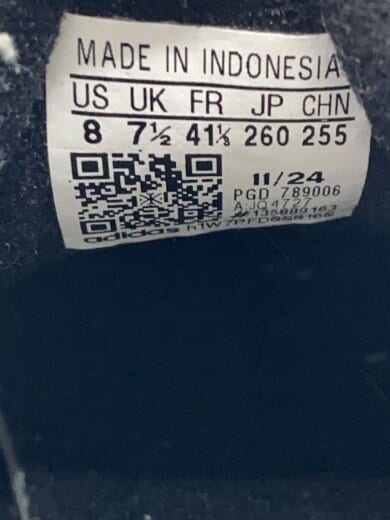 MADE IN INDONESIA
US UK FR JP CHN
8 7½ 41⅓ 260 255
11/24
PGD 789006
A:JQ4727
adidas